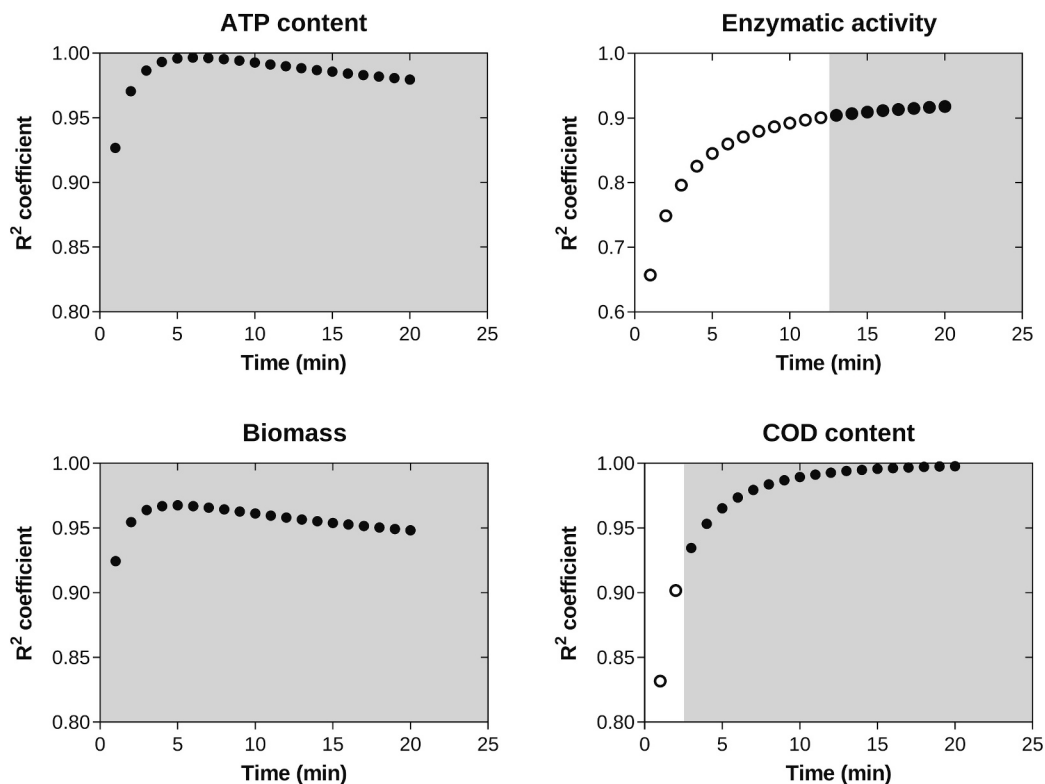 ATP content
1.00
0.95
0.90
0.85
0.80
R² coefficient
0 5 10 15 20 25
Time (min)
Enzymatic activity
1.0
0.9
0.8
0.7
0.6
R² coefficient
0 5 10 15 20 25
Time (min)
Biomass
1.00
0.95
0.90
0.85
0.80
R² coefficient
0 5 10 15 20 25
Time (min)
COD content
1.00
0.95
0.90
0.85
0.80
R² coefficient
0 5 10 15 20 25
Time (min)